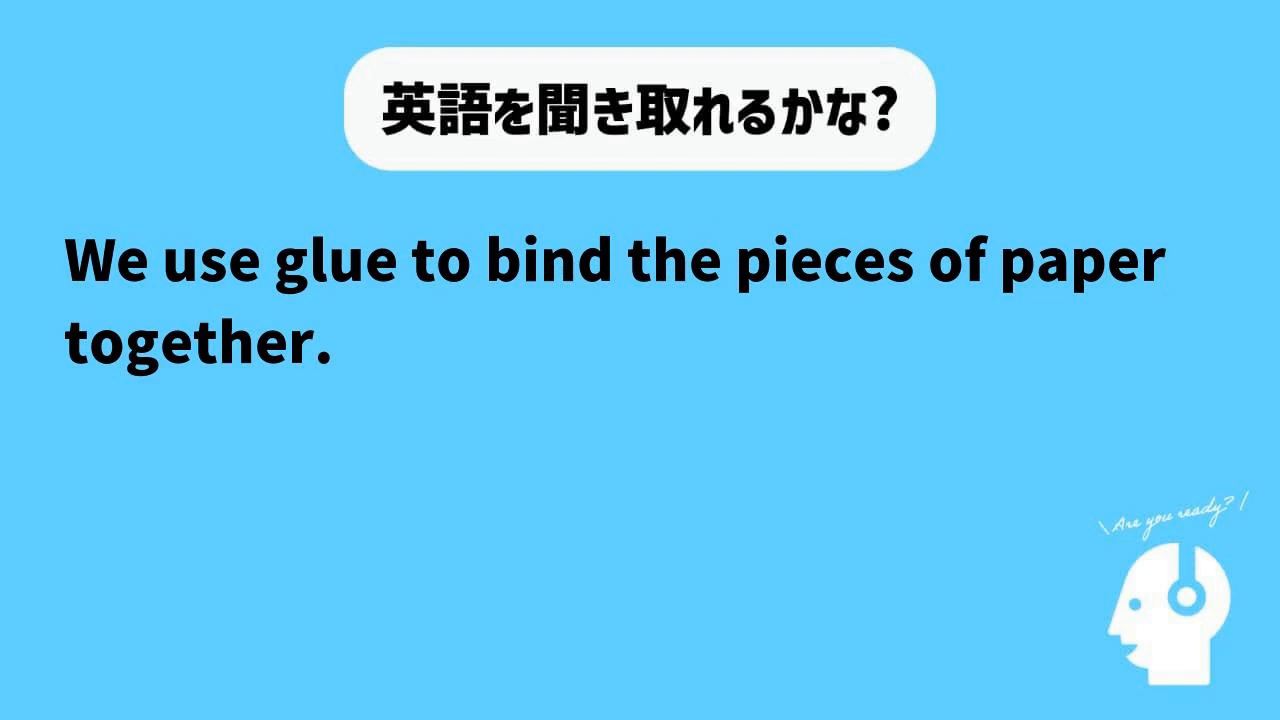 英語を聞き取れるかな?
We use glue to bind the pieces of paper
together.
\Are you ready?/